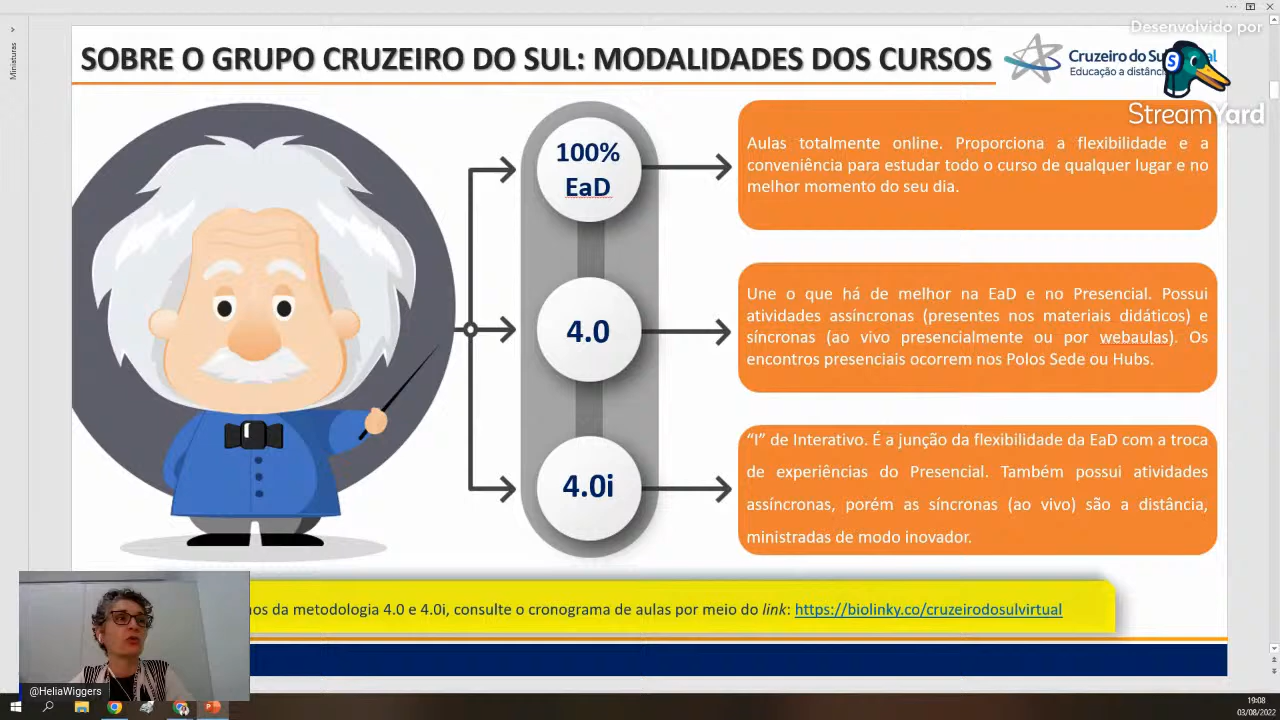 Desenvolvido por
StreamYard
Miniaturas
SOBRE O GRUPO CRUZEIRO DO SUL: MODALIDADES DOS CURSOS
Cruzeiro do Su
Educação a distânc
100%
EaD
Aulas totalmente online. Proporciona a flexibilidade e a
conveniência para estudar todo o curso de qualquer lugar e no
melhor momento do seu dia.
4.0
Une o que há de melhor na EaD e no Presencial. Possui
atividades assíncronas (presentes nos materiais didáticos) e
síncronas (ao vivo presencialmente ou por webaulas). Os
encontros presenciais ocorrem nos Polos Sede ou Hubs.
4.0i
“I” de Interativo. É a junção da flexibilidade da EaD com a troca
de experiências do Presencial. Também possui atividades
assíncronas, porém as síncronas (ao vivo) são a distância,
ministradas de modo inovador.
da metodologia 4.0 e 4.0i, consulte o cronograma de aulas por meio do link: https://biolinky.co/cruzeirodosulvirtual
@HeliaWiggers
19:08
03/08/2022